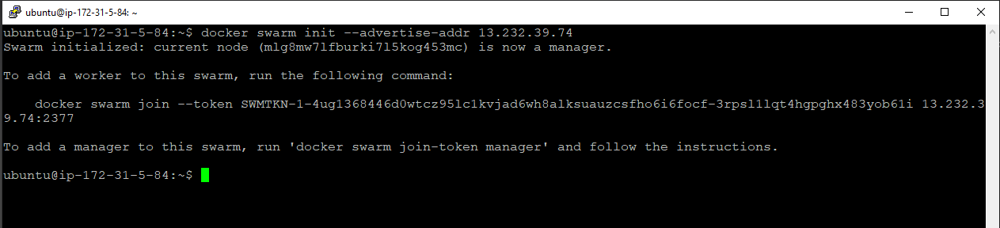 ubuntu@ip-172-31-5-84: ~
ubuntu@ip-172-31-5-84:~$ docker swarm init --advertise-addr 13.232.39.74
Swarm initialized: current node (mlg8mw7lfburki7l5kog453mc) is now a manager.
To add a worker to this swarm, run the following command:
    docker swarm join --token SWMTKN-1-4ug1368446d0wtcz95lc1kvjad6wh8alksuauzcsfho6i6focf-3rpsl1lqt4hgpghx483yob61i 13.232.3
9.74:2377
To add a manager to this swarm, run 'docker swarm join-token manager' and follow the instructions.
ubuntu@ip-172-31-5-84:~$